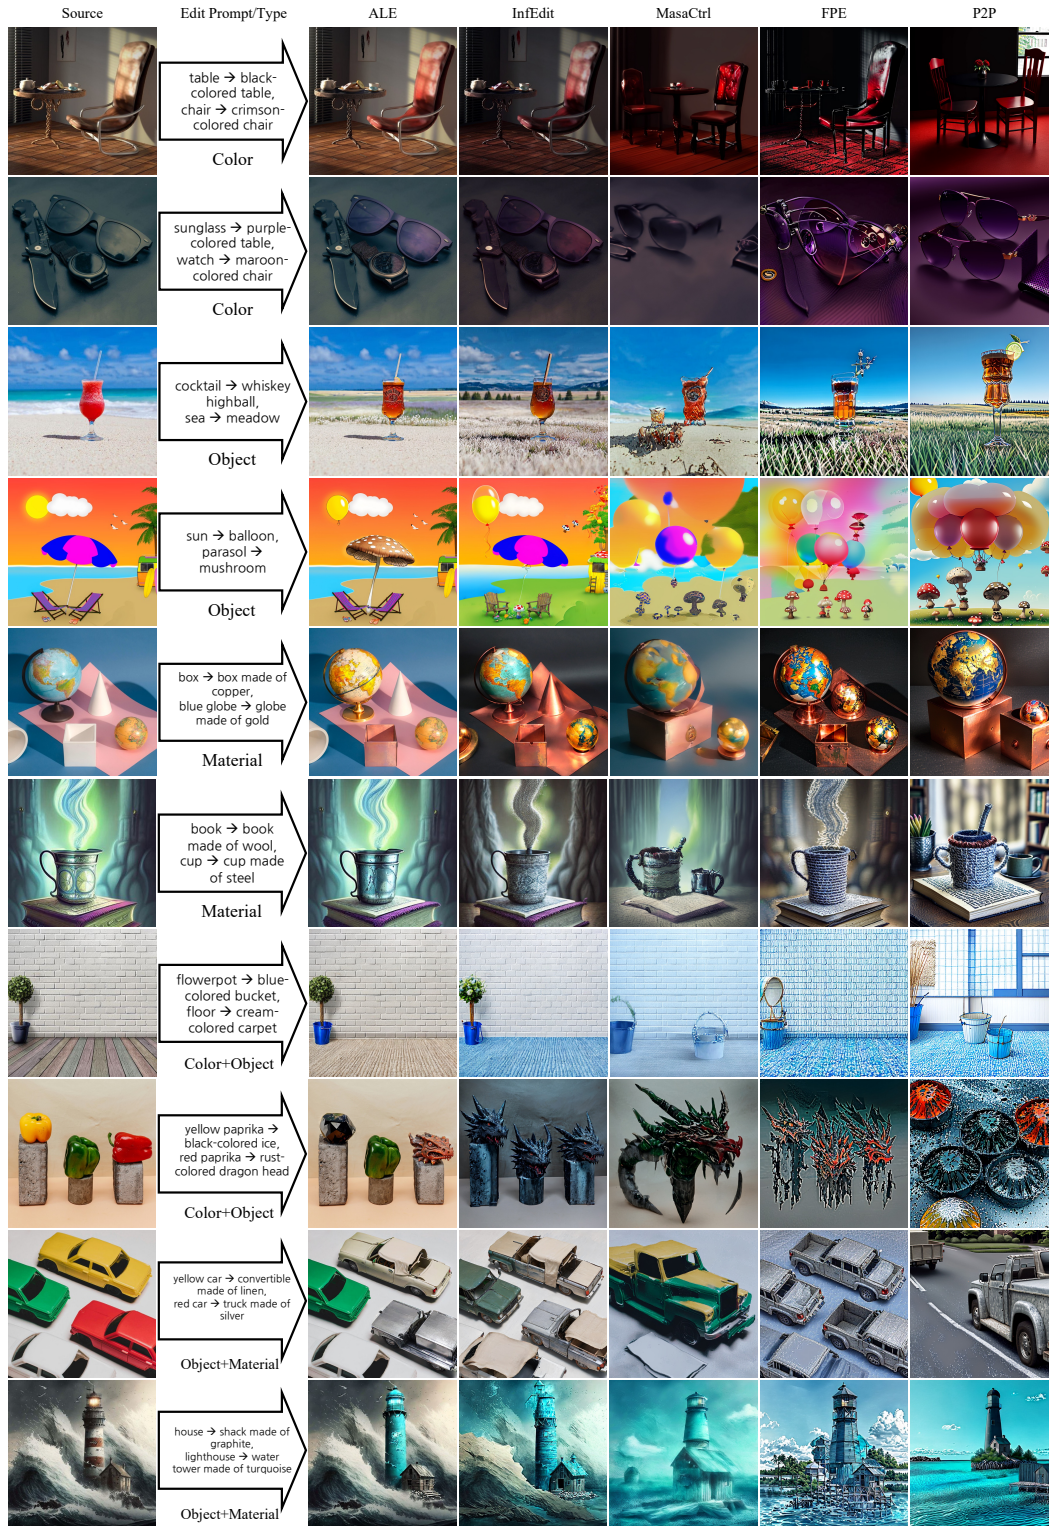 Source Edit Prompt/Type ALE InfEdit MasaCtrl FPE P2P
table → black-
colored table,
chair → crimson-
colored chair
Color
sunglass → purple-
colored table,
watch → maroon-
colored chair
Color
cocktail → whiskey
highball,
sea → meadow
Object
sun → balloon,
parasol →
mushroom
Object
box → box made of
copper,
blue globe → globe
made of gold
Material
book → book
made of wool,
cup → cup made
of steel
Material
flowerpot → blue-
colored bucket,
floor → cream-
colored carpet
Color+Object
yellow paprika →
black-colored ice,
red paprika → rust-
colored dragon head
Color+Object
yellow car → convertible
made of linen,
red car → truck made of
silver
Object+Material
house → shack made of
graphite,
lighthouse → water
tower made of turquoise
Object+Material